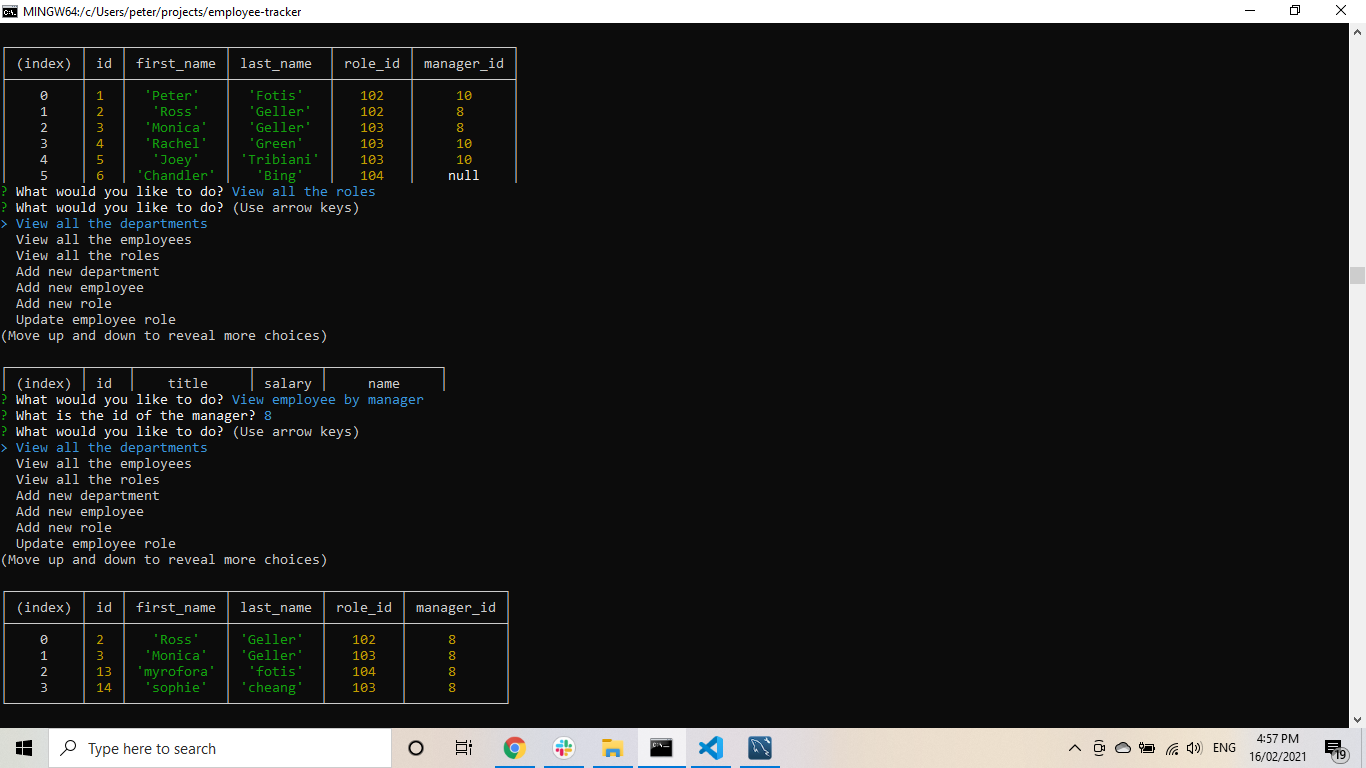 MINGW64:/c/Users/peter/projects/employee-tracker
(index) id first_name last_name role_id manager_id
0 1 'Peter' 'Fotis' 102 10
1 2 'Ross' 'Geller' 102 8
2 3 'Monica' 'Geller' 103 8
3 4 'Rachel' 'Green' 103 10
4 5 'Joey' 'Tribiani' 103 10
5 6 'Chandler' 'Bing' 104 null
? What would you like to do? View all the roles
? What would you like to do? (Use arrow keys)
> View all the departments
View all the employees
View all the roles
Add new department
Add new employee
Add new role
Update employee role
(Move up and down to reveal more choices)
(index) id title salary name
? What would you like to do? View employee by manager
? What is the id of the manager? 8
? What would you like to do? (Use arrow keys)
> View all the departments
View all the employees
View all the roles
Add new department
Add new employee
Add new role
Update employee role
(Move up and down to reveal more choices)
(index) id first_name last_name role_id manager_id
0 2 'Ross' 'Geller' 102 8
1 3 'Monica' 'Geller' 103 8
2 13 'myrofora' 'fotis' 104 8
3 14 'sophie' 'cheang' 103 8
Type here to search
ENG
4:57 PM
16/02/2021
19